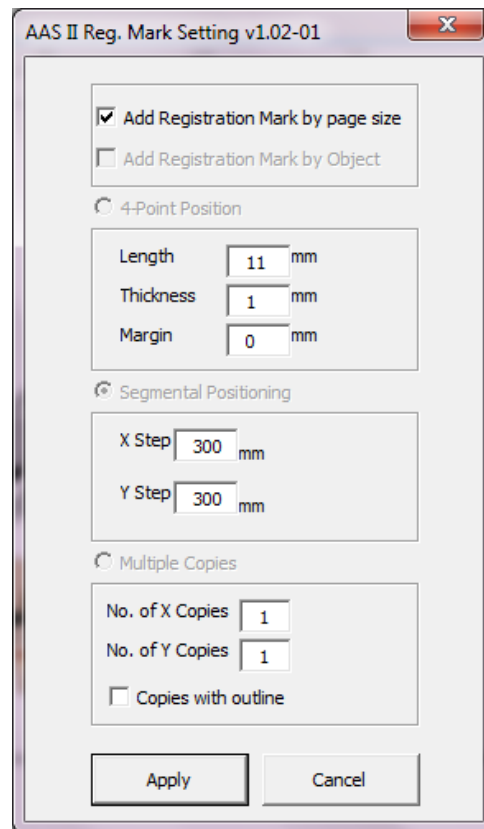 AAS II Reg. Mark Setting v1.02-01
Add Registration Mark by page size
Add Registration Mark by Object
4-Point Position
Length 11 mm
Thickness 1 mm
Margin 0 mm
Segmental Positioning
X Step 300 mm
Y Step 300 mm
Multiple Copies
No. of X Copies 1
No. of Y Copies 1
Copies with outline
Apply Cancel